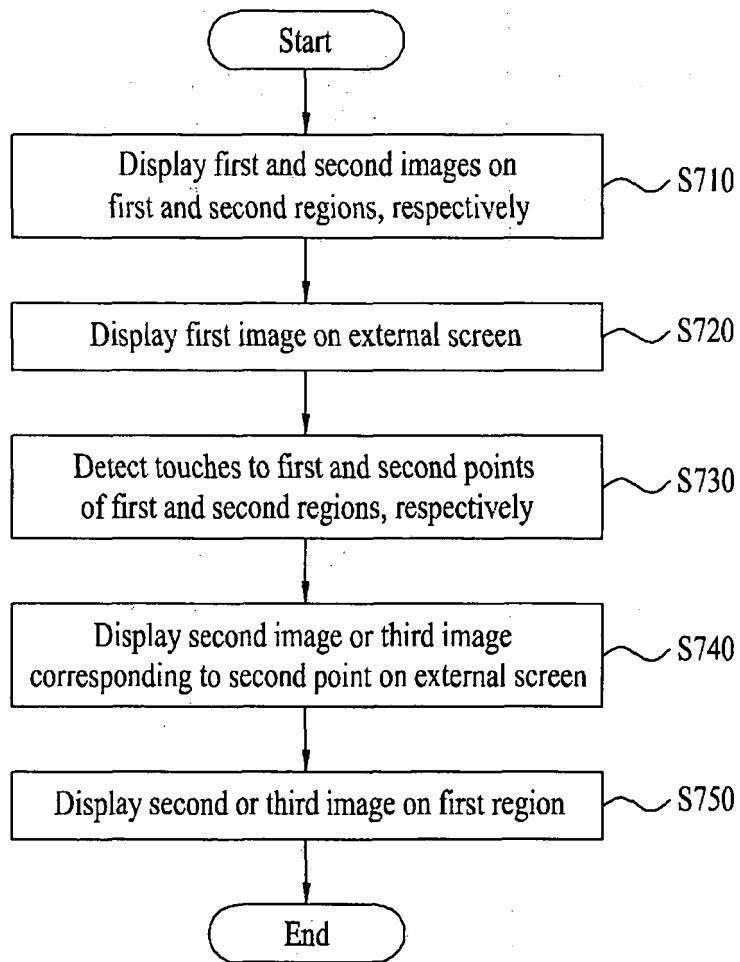 Start
Display first and second images on
first and second regions, respectively
S710
Display first image on external screen
S720
Detect touches to first and second points
of first and second regions, respectively
S730
Display second image or third image
corresponding to second point on external screen
S740
Display second or third image on first region
S750
End